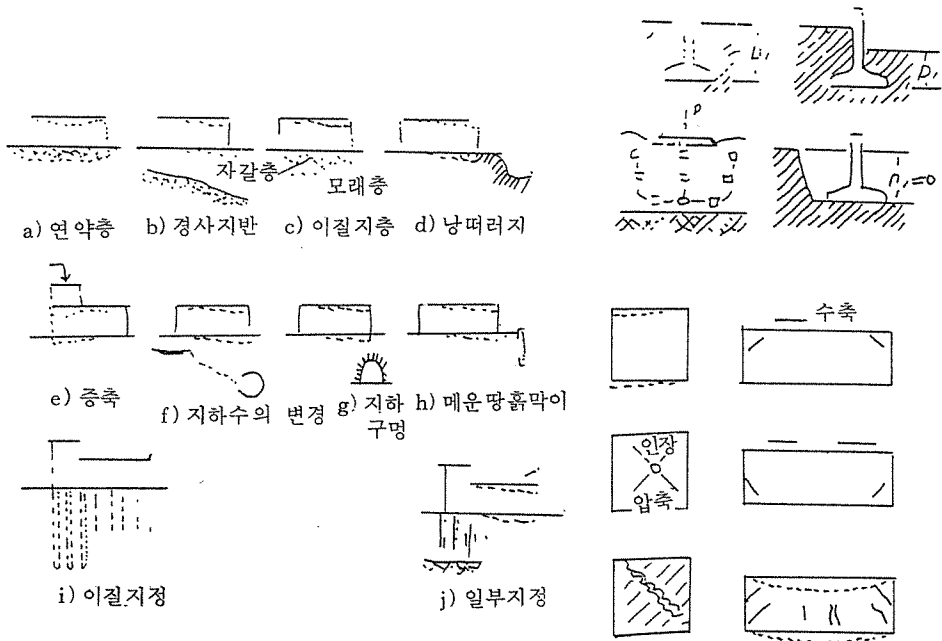 자갈층
모래층
a) 연약층 b) 경사지반 c) 이질지층 d) 낭떠러지
e) 증축
f) 지하수의 변경
g) 지하
구멍
h) 메운땅흙막이
i) 이질지정
j) 일부지정
P
D,
n,=o
수축
인장
압축